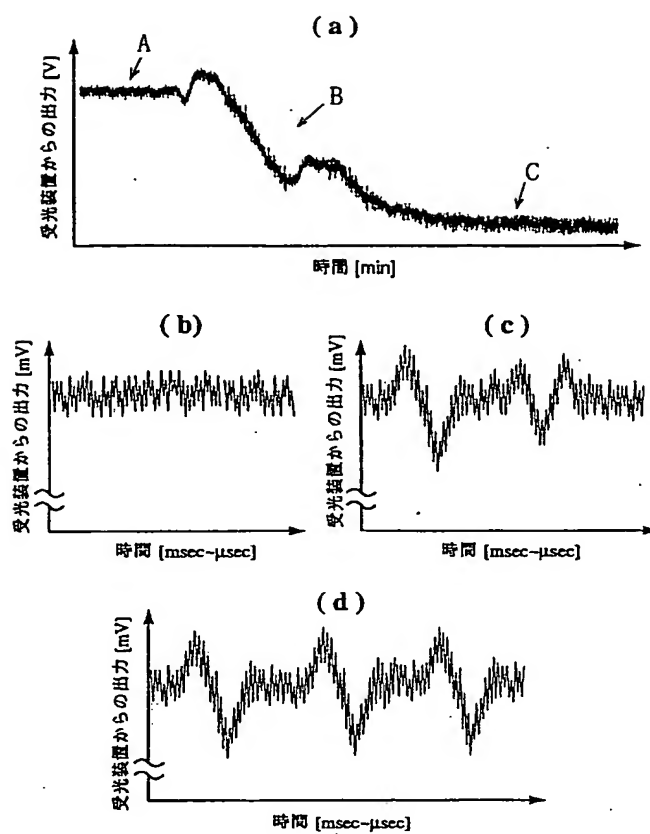 (a)
受光装置からの出力 [V]
A
B
C
時間 [min]
(b)
受光装置からの出力 [mV]
時間 [msec~μsec]
(c)
受光装置からの出力 [mV]
時間 [msec~μsec]
(d)
受光装置からの出力 [mV]
時間 [msec~μsec]